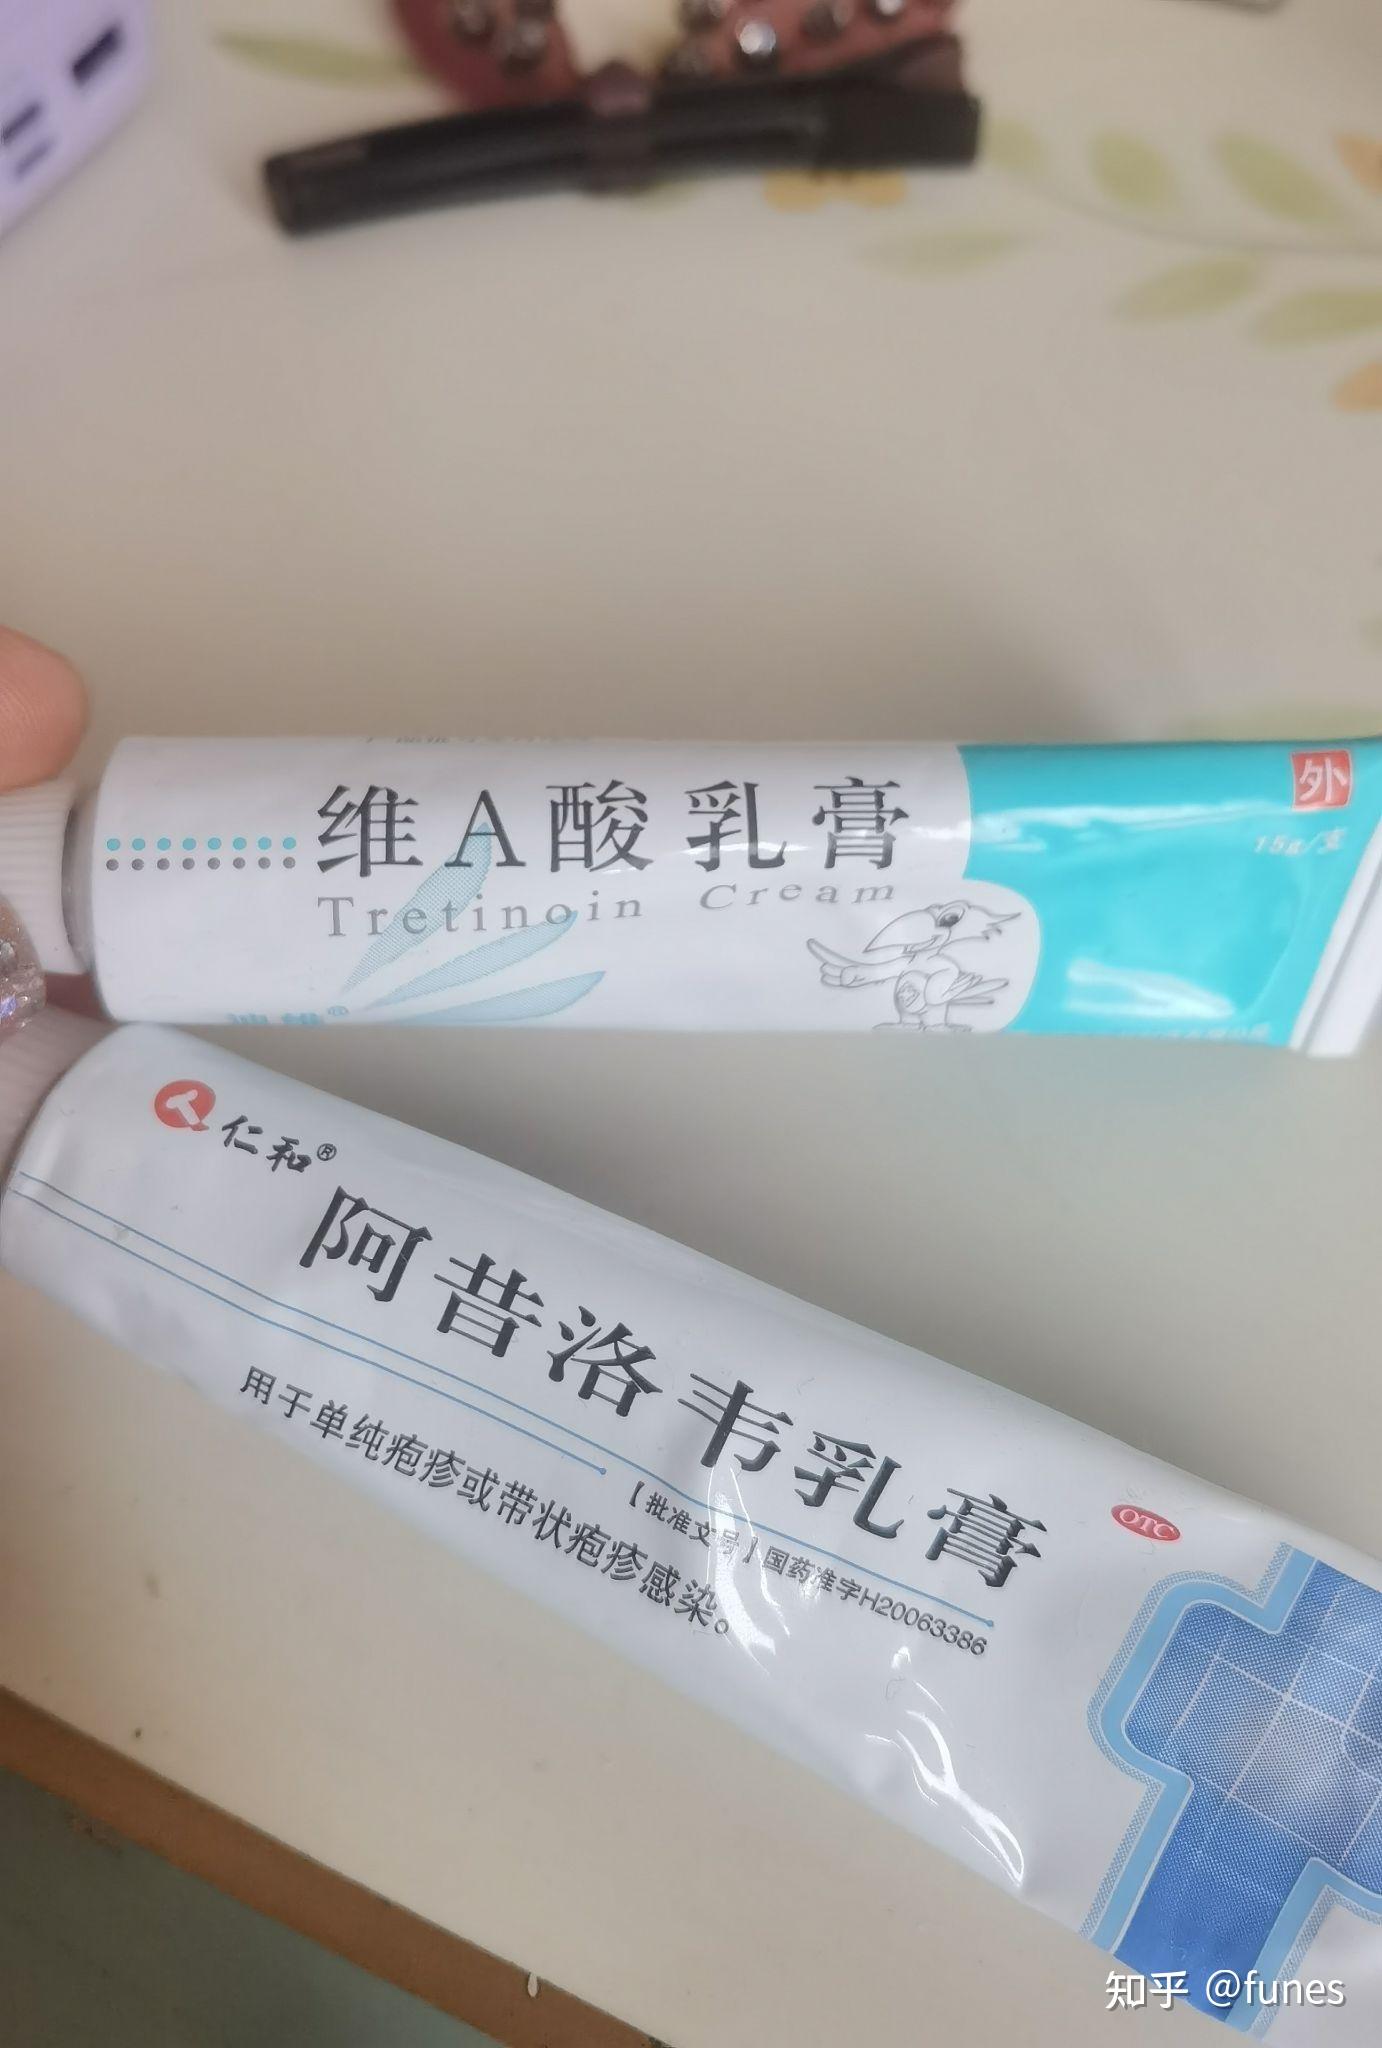 维A酸乳膏
Tretinoin Cream
外
15g/支
迪维®
仁和®
阿昔洛韦乳膏
OTC
【批准文号】国药准字H20063386
用于单纯疱疹或带状疱疹感染。
知乎 @funes